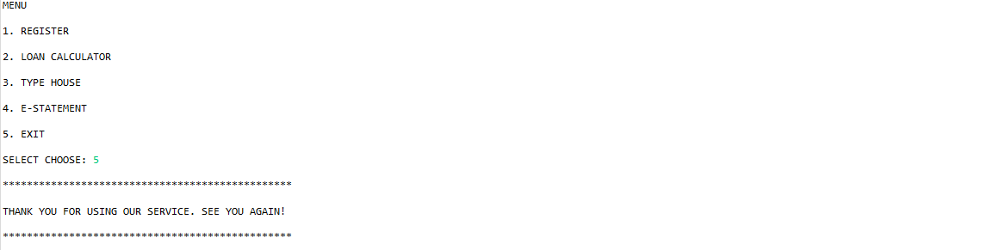 MENU
1. REGISTER
2. LOAN CALCULATOR
3. TYPE HOUSE
4. E-STATEMENT
5. EXIT
SELECT CHOOSE: 5
************************************************
THANK YOU FOR USING OUR SERVICE. SEE YOU AGAIN!
************************************************